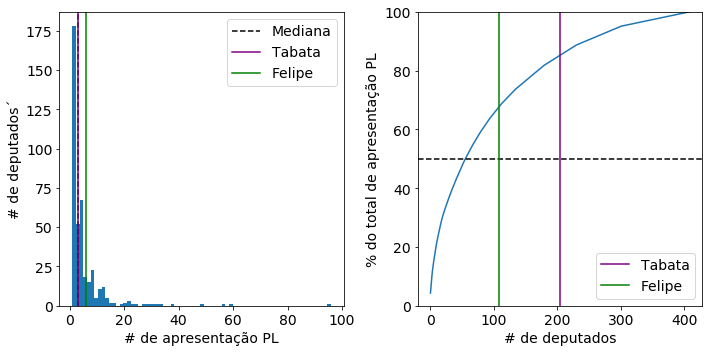 # de deputados´
175
150
125
100
75
50
25
0
0 20 40 60 80 100
# de apresentação PL
Mediana
Tabata
Felipe
% do total de apresentação PL
100
80
60
40
20
0
0 100 200 300 400
# de deputados
Tabata
Felipe